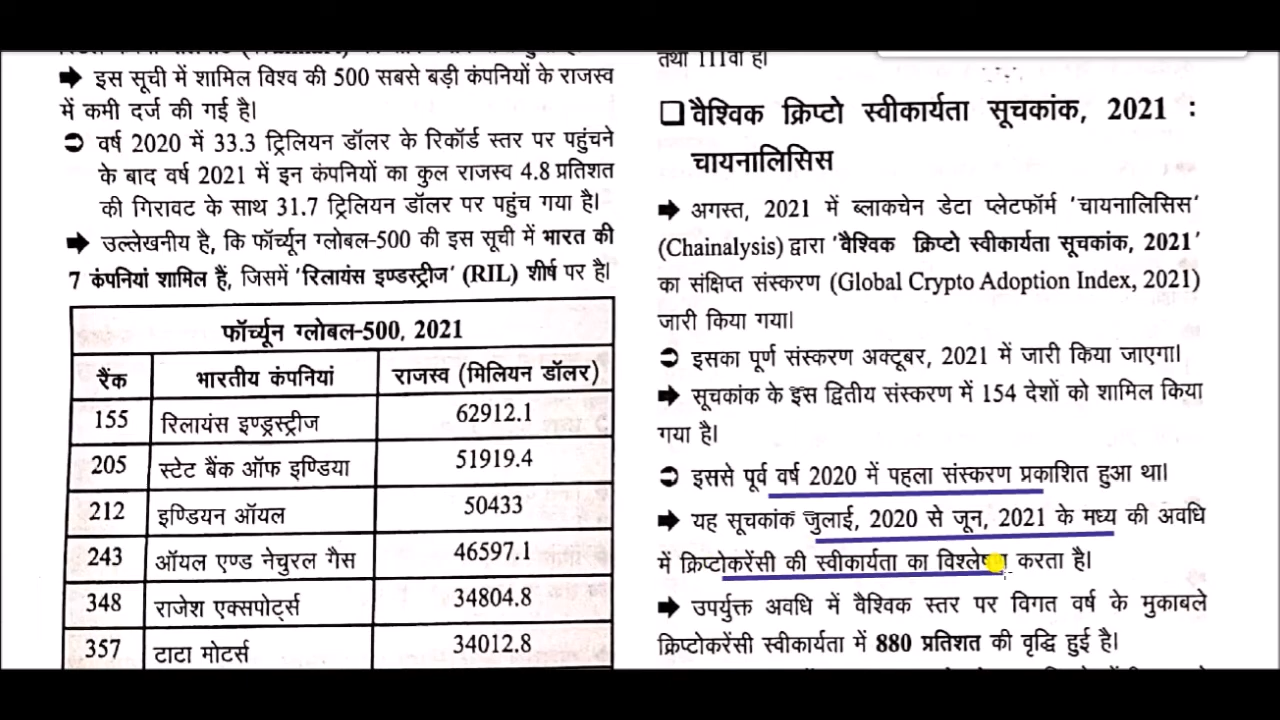 ➡ इस सूची में शामिल विश्व की 500 सबसे बड़ी कंपनियों के राजस्व
में कमी दर्ज की गई है।
➲ वर्ष 2020 में 33.3 ट्रिलियन डॉलर के रिकॉर्ड स्तर पर पहुंचने
के बाद वर्ष 2021 में इन कंपनियों का कुल राजस्व 4.8 प्रतिशत
की गिरावट के साथ 31.7 ट्रिलियन डॉलर पर पहुंच गया है।
➡ उल्लेखनीय है, कि फॉर्च्यून ग्लोबल-500 की इस सूची में भारत की
7 कंपनियां शामिल हैं, जिसमें 'रिलायंस इण्डस्ट्रीज' (RIL) शीर्ष पर है।
फॉर्च्यून ग्लोबल-500, 2021
रैंक भारतीय कंपनियां राजस्व (मिलियन डॉलर)
155 रिलायंस इण्ड्रस्ट्रीज 62912.1
205 स्टेट बैंक ऑफ इण्डिया 51919.4
212 इण्डियन ऑयल 50433
243 ऑयल एण्ड नेचुरल गैस 46597.1
348 राजेश एक्सपोर्ट्स 34804.8
357 टाटा मोटर्स 34012.8
तथा 111वां है।
❑ वैश्विक क्रिप्टो स्वीकार्यता सूचकांक, 2021 :
चायनालिसिस
➡ अगस्त, 2021 में ब्लाकचेन डेटा प्लेटफॉर्म 'चायनालिसिस'
(Chainalysis) द्वारा 'वैश्विक क्रिप्टो स्वीकार्यता सूचकांक, 2021'
का संक्षिप्त संस्करण (Global Crypto Adoption Index, 2021)
जारी किया गया।
➲ इसका पूर्ण संस्करण अक्टूबर, 2021 में जारी किया जाएगा।
➡ सूचकांक के इस द्वितीय संस्करण में 154 देशों को शामिल किया
गया है।
➲ इससे पूर्व वर्ष 2020 में पहला संस्करण प्रकाशित हुआ था।
➡ यह सूचकांक जुलाई, 2020 से जून, 2021 के मध्य की अवधि
में क्रिप्टोकरेंसी की स्वीकार्यता का विश्लेषण करता है।
➡ उपर्युक्त अवधि में वैश्विक स्तर पर विगत वर्ष के मुकाबले
क्रिप्टोकरेंसी स्वीकार्यता में 880 प्रतिशत की वृद्धि हुई है।